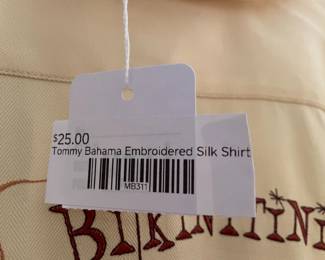 $25.00
Tommy Bahama Embroidered Silk Shirt
MB311